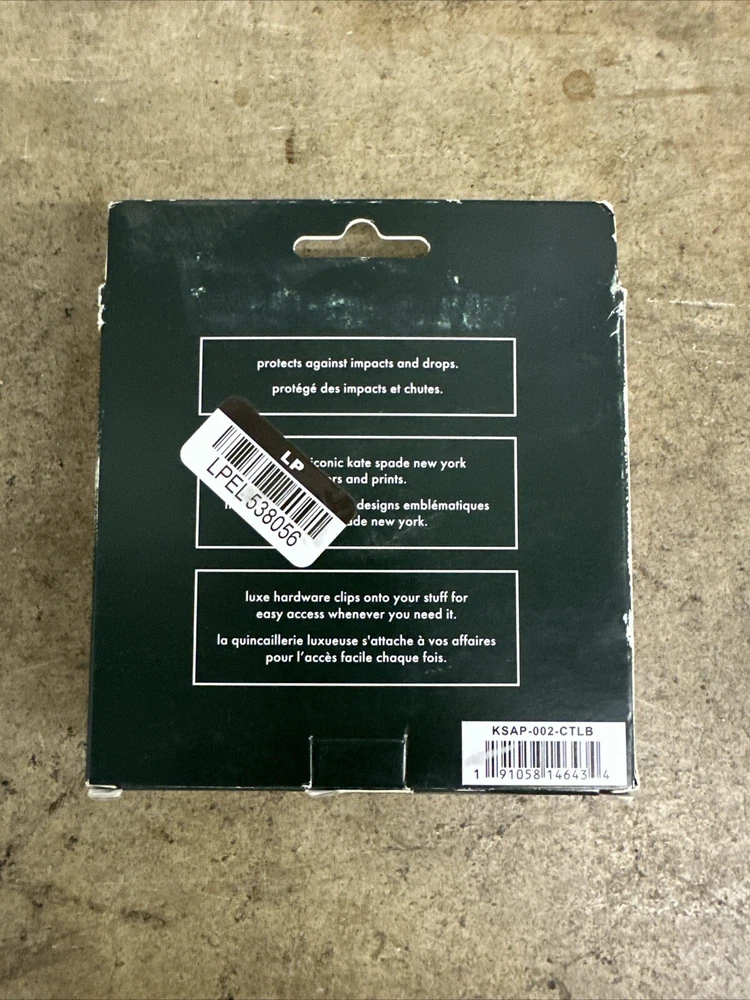 protects against impacts and drops.
protégé des impacts et chutes.
iconic kate spade new york
and prints.
designs emblématiques
new york.
LP
LPEL538056
luxe hardware clips onto your stuff for
easy access whenever you need it.
la quincaillerie luxueuse s'attache à vos affaires
pour l'accès facile chaque fois.
KSAP-002-CTLB
1 91058 14643 4